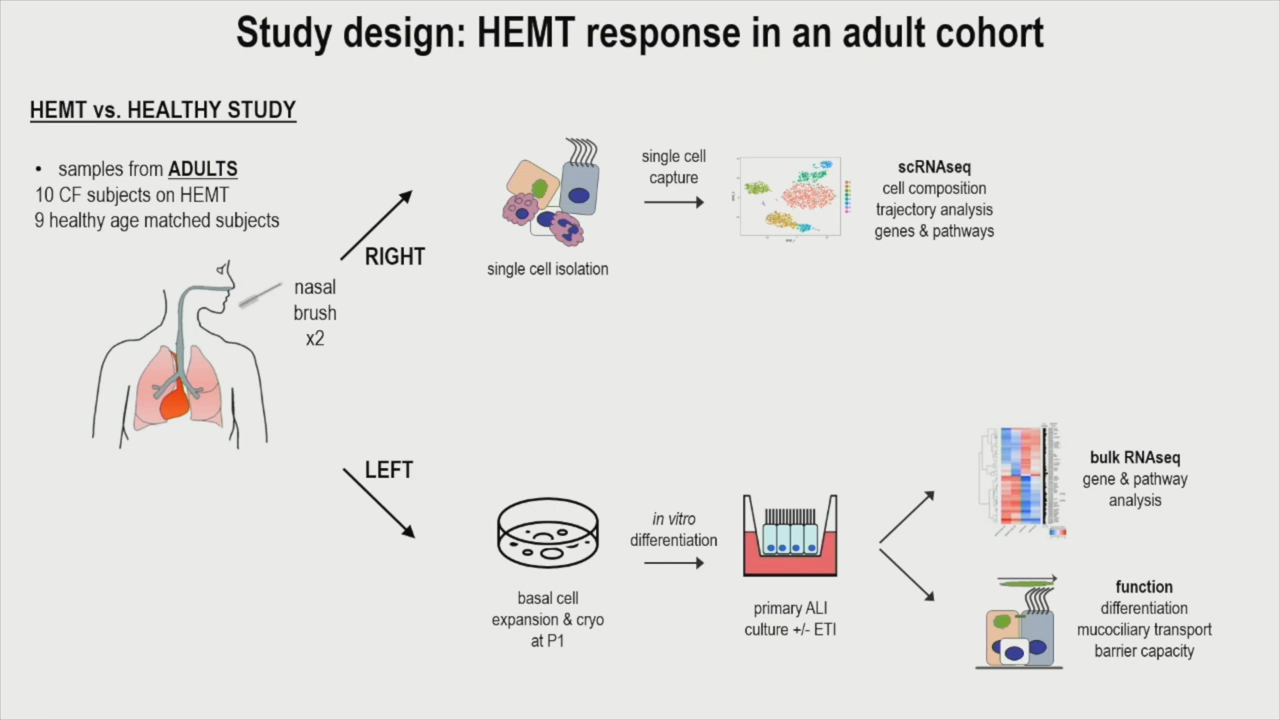 Study design: HEMT response in an adult cohort
HEMT vs. HEALTHY STUDY
• samples from ADULTS
10 CF subjects on HEMT
9 healthy age matched subjects
nasal
brush
x2
RIGHT
single cell isolation
single cell
capture
scRNAseq
cell composition
trajectory analysis
genes & pathways
LEFT
basal cell
expansion & cryo
at P1
in vitro
differentiation
primary ALI
culture +/- ETI
bulk RNAseq
gene & pathway
analysis
function
differentiation
mucociliary transport
barrier capacity